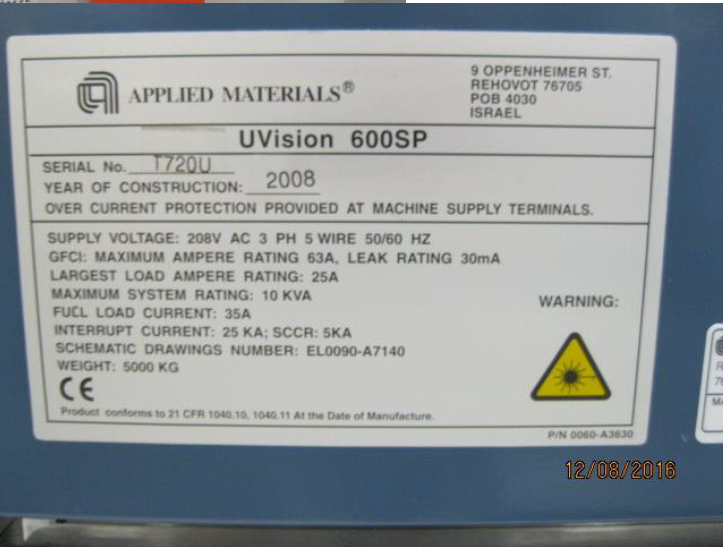 APPLIED MATERIALS®
9 OPPENHEIMER ST.
REHOVOT 76705
POB 4030
ISRAEL
UVision 600SP
SERIAL No. T720U
YEAR OF CONSTRUCTION: 2008
OVER CURRENT PROTECTION PROVIDED AT MACHINE SUPPLY TERMINALS.
SUPPLY VOLTAGE: 208V AC 3 PH 5 WIRE 50/60 HZ
GFCI: MAXIMUM AMPERE RATING 63A, LEAK RATING 30mA
LARGEST LOAD AMPERE RATING: 25A
MAXIMUM SYSTEM RATING: 10 KVA
FULL LOAD CURRENT: 35A
INTERRUPT CURRENT: 25 KA; SCCR: 5KA
SCHEMATIC DRAWINGS NUMBER: EL0090-A7140
WEIGHT: 5000 KG
WARNING:
CE
Product conforms to 21 CFR 1040.10, 1040.11 At the Date of Manufacture.
P/N 0060-A3630
12/08/2016